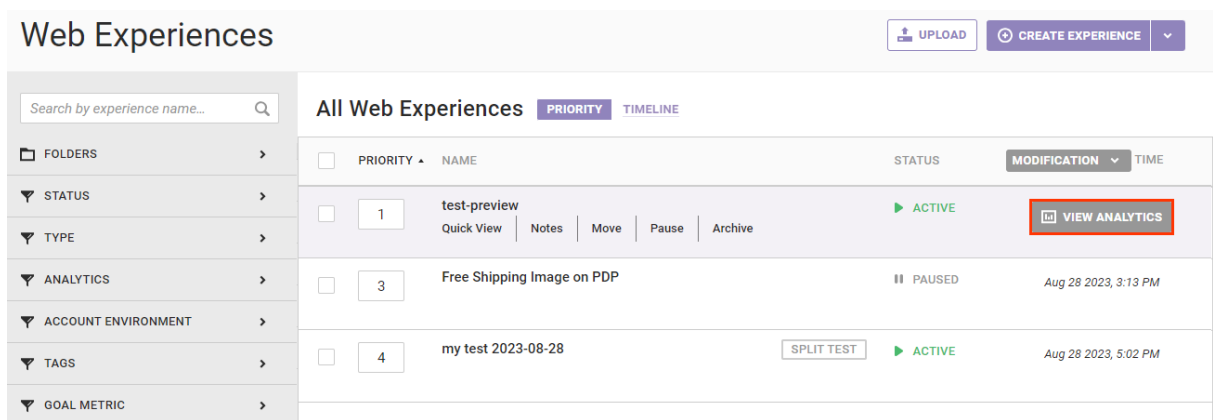 Web Experiences
UPLOAD
CREATE EXPERIENCE
Search by experience name...
All Web Experiences PRIORITY TIMELINE
FOLDERS
STATUS
TYPE
ANALYTICS
ACCOUNT ENVIRONMENT
TAGS
GOAL METRIC
PRIORITY NAME STATUS MODIFICATION TIME
1 test-preview ACTIVE VIEW ANALYTICS
Quick View Notes Move Pause Archive
3 Free Shipping Image on PDP PAUSED Aug 28 2023, 3:13 PM
4 my test 2023-08-28 SPLIT TEST ACTIVE Aug 28 2023, 5:02 PM